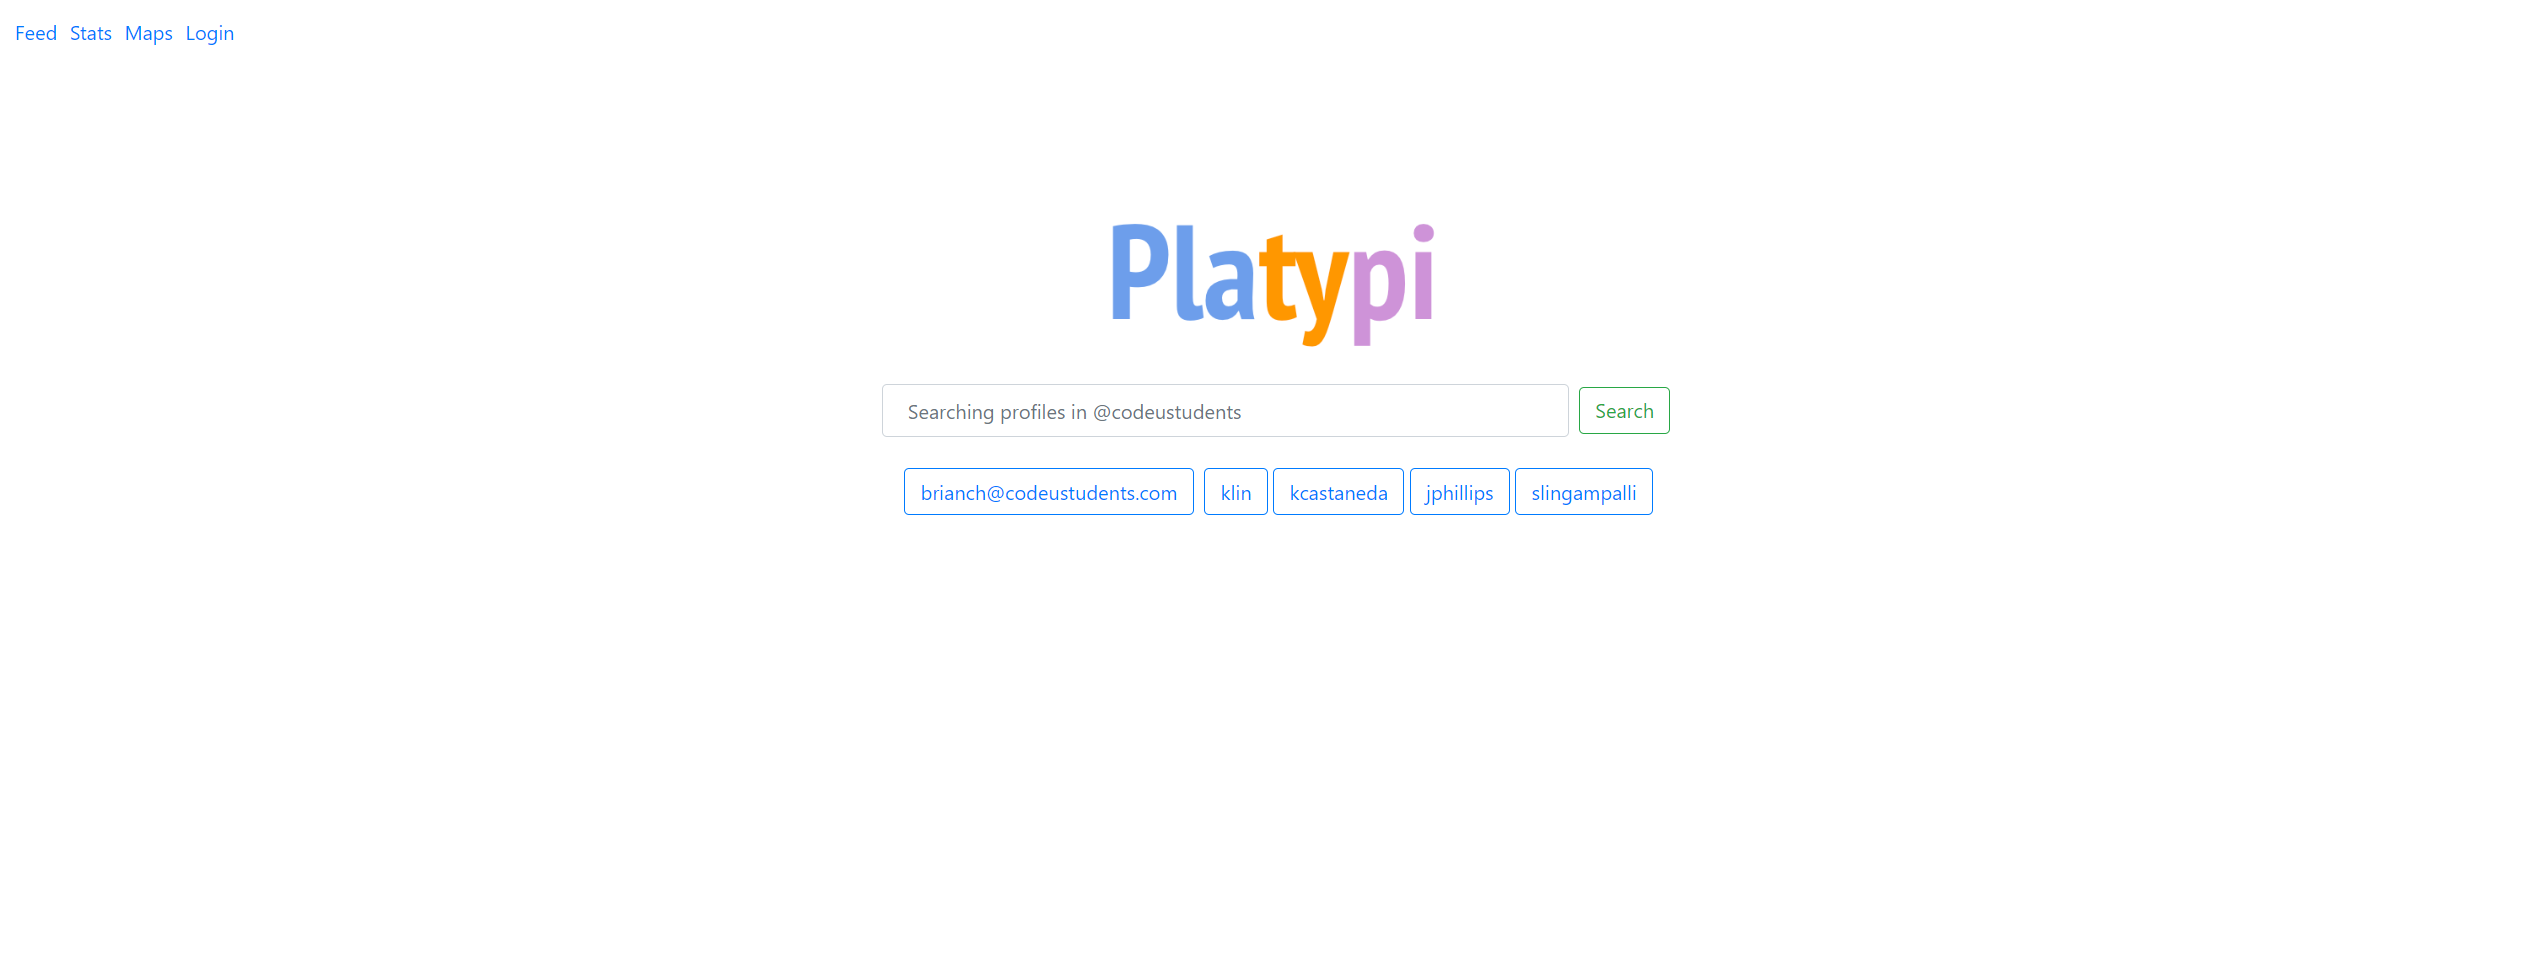 Feed Stats Maps Login
Platypi
Searching profiles in @codeustudents Search
brianch@codeustudents.com klin kcastaneda jphillips slingampalli